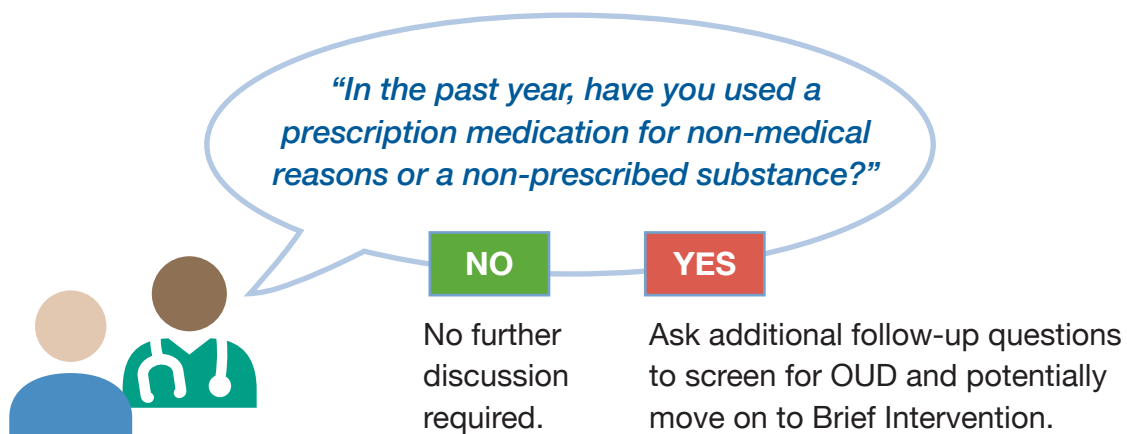 “In the past year, have you used a
prescription medication for non-medical
reasons or a non-prescribed substance?”
NO
No further
discussion
required.
YES
Ask additional follow-up questions
to screen for OUD and potentially
move on to Brief Intervention.